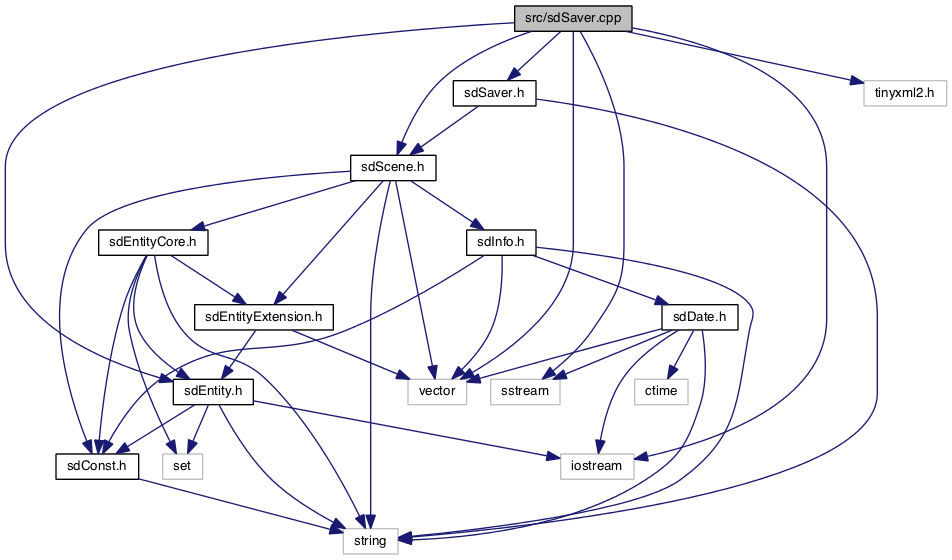 src/sdSaver.cpp
sdSaver.h
tinyxml2.h
sdScene.h
sdEntityCore.h
sdInfo.h
sdEntityExtension.h
sdDate.h
sdEntity.h
vector
sstream
ctime
sdConst.h
set
iostream
string